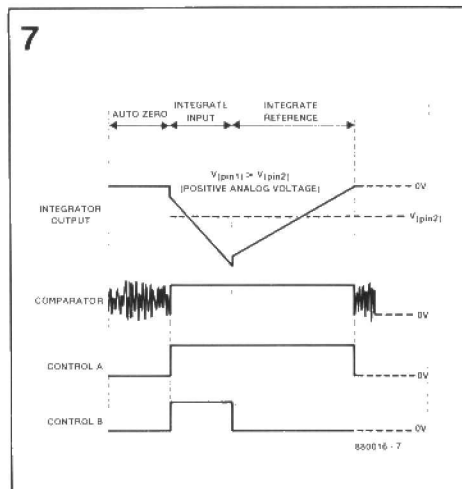 7
AUTO ZERO
INTEGRATE
INPUT
INTEGRATE
REFERENCE
V(pin1) > V(pin2)
(POSITIVE ANALOG VOLTAGE)
0V
V(pin2)
INTEGRATOR
OUTPUT
COMPARATOR
0V
CONTROL A
0V
CONTROL B
0V
880016 - 7